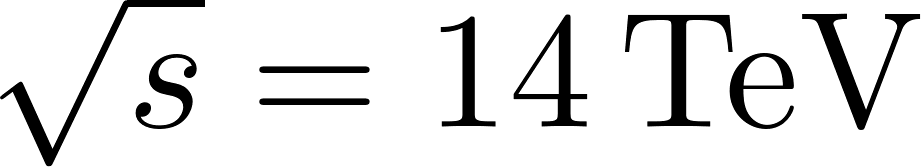 √s = 14 TeV